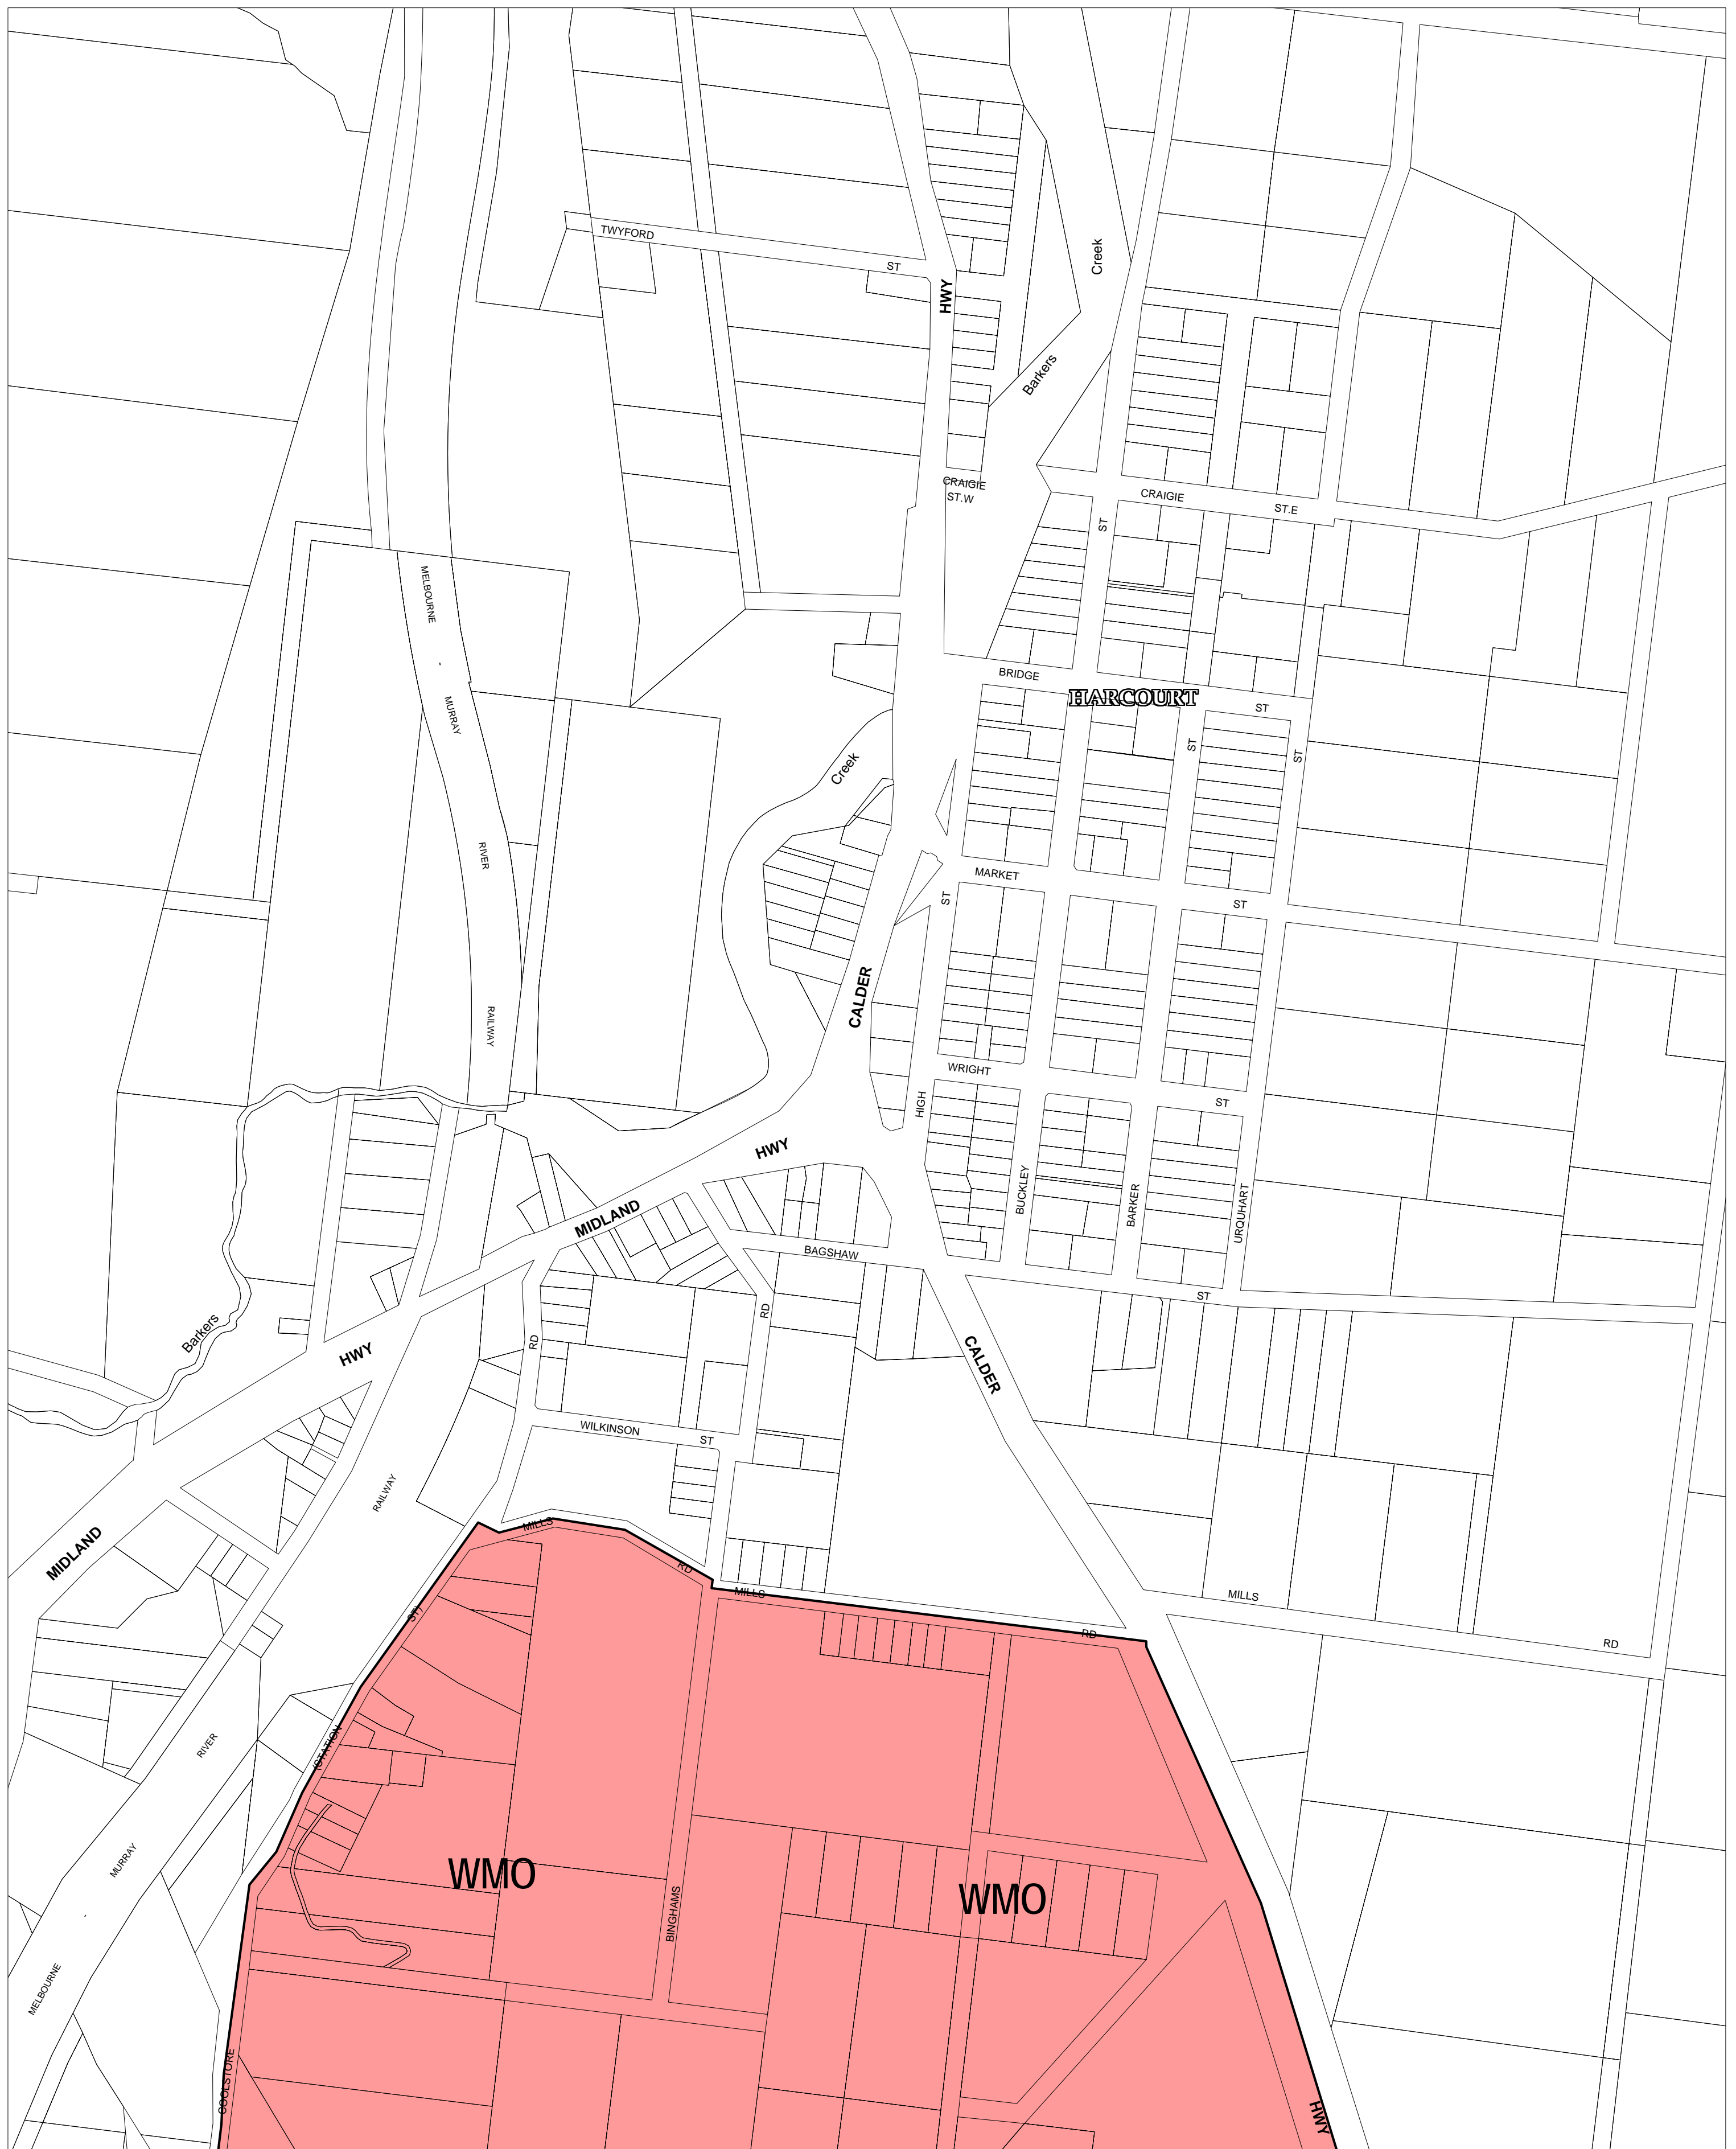 TWYFORD
ST
HWY
Creek
Barkers
CRAIGIE
ST.W
CRAIGIE
ST.E
ST
MELBOURNE
-
MURRAY
RIVER
RAILWAY
BRIDGE
HARCOURT
ST
ST
ST
Creek
MARKET
ST
ST
CALDER
WRIGHT
ST
HIGH
HWY
BUCKLEY
BARKER
URQUHART
MIDLAND
BAGSHAW
ST
RD
RD
Barkers
HWY
CALDER
WILKINSON
ST
RAILWAY
MIDLAND
MILLS
RD
MILLS
RD
MILLS
RD
ST)
(STATION
RIVER
MURRAY
-
MELBOURNE
WMO
WMO
BINGHAMS
COOLSTORE
HWY